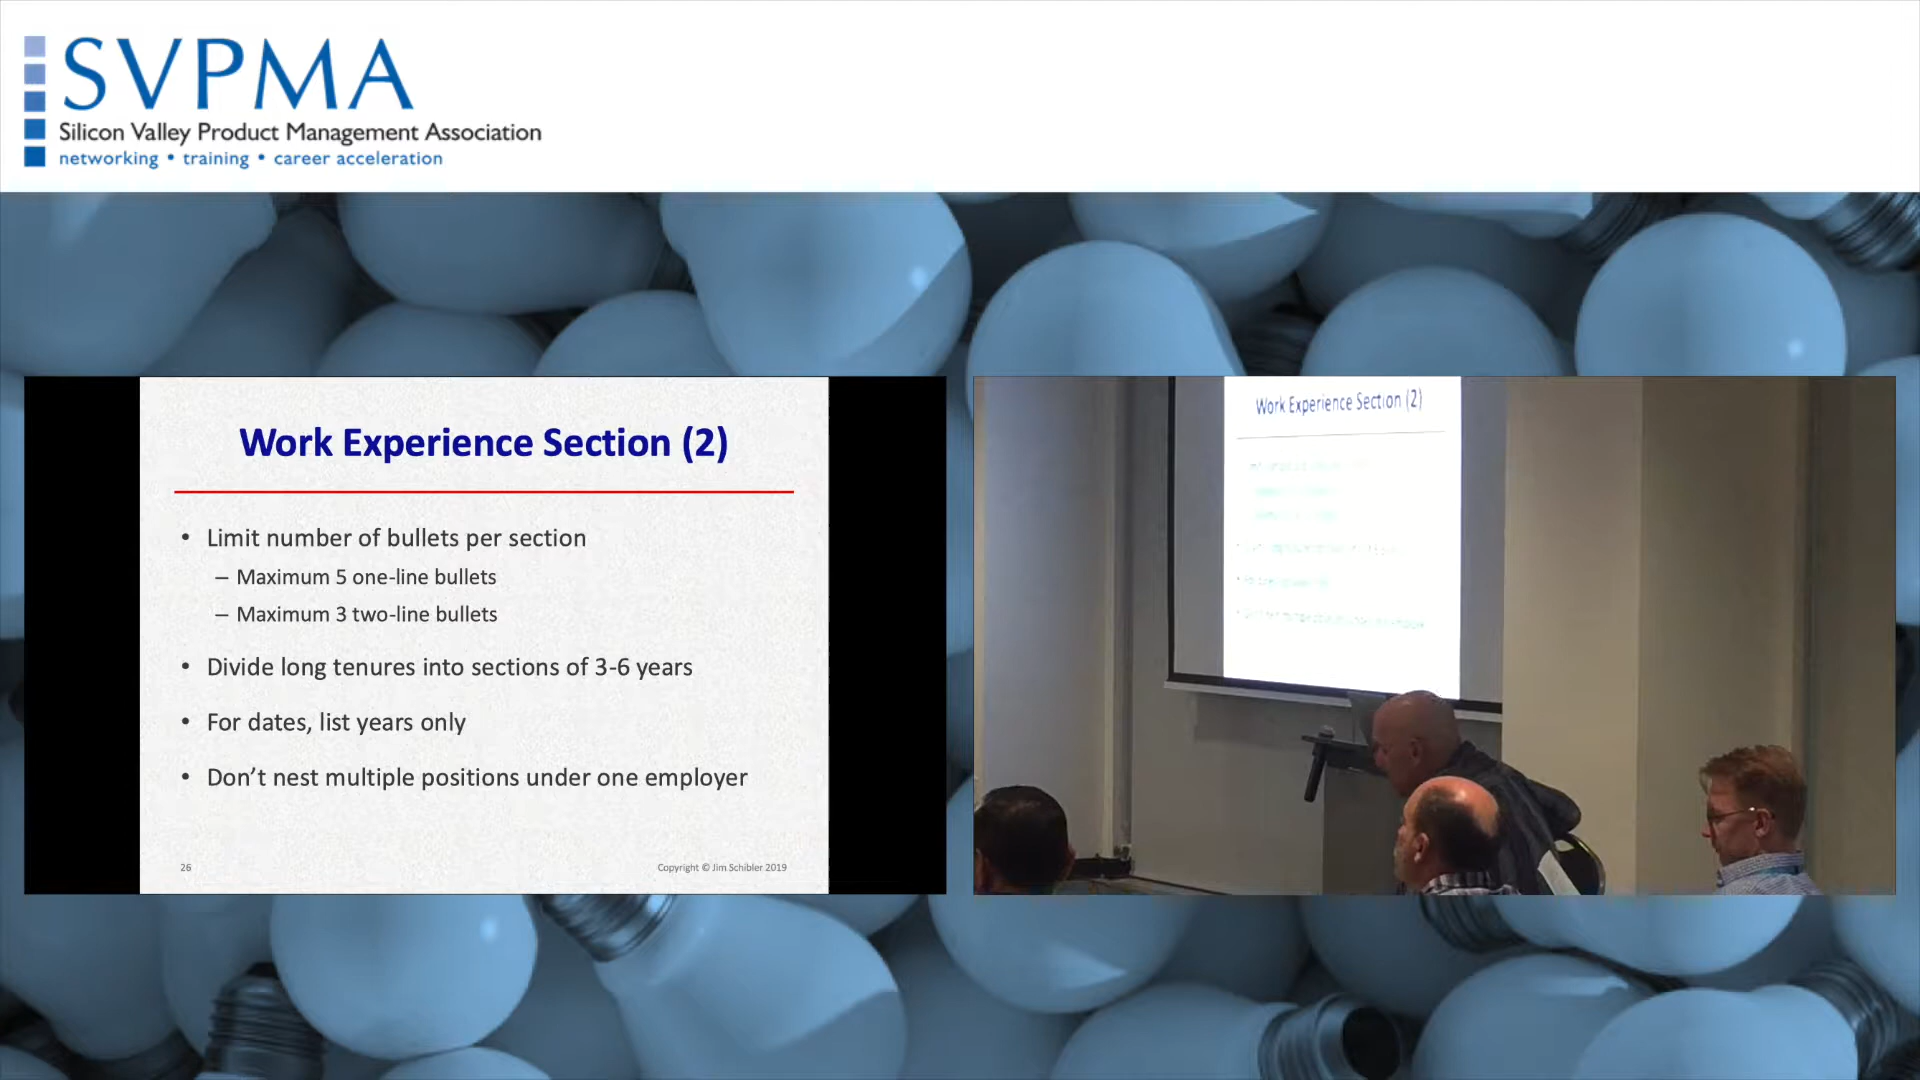 SVPMA
Silicon Valley Product Management Association
networking • training • career acceleration
Work Experience Section (2)
• Limit number of bullets per section
– Maximum 5 one-line bullets
– Maximum 3 two-line bullets
• Divide long tenures into sections of 3-6 years
• For dates, list years only
• Don't nest multiple positions under one employer
26
Copyright © Jim Schibler 2019
Work Experience Section (2)